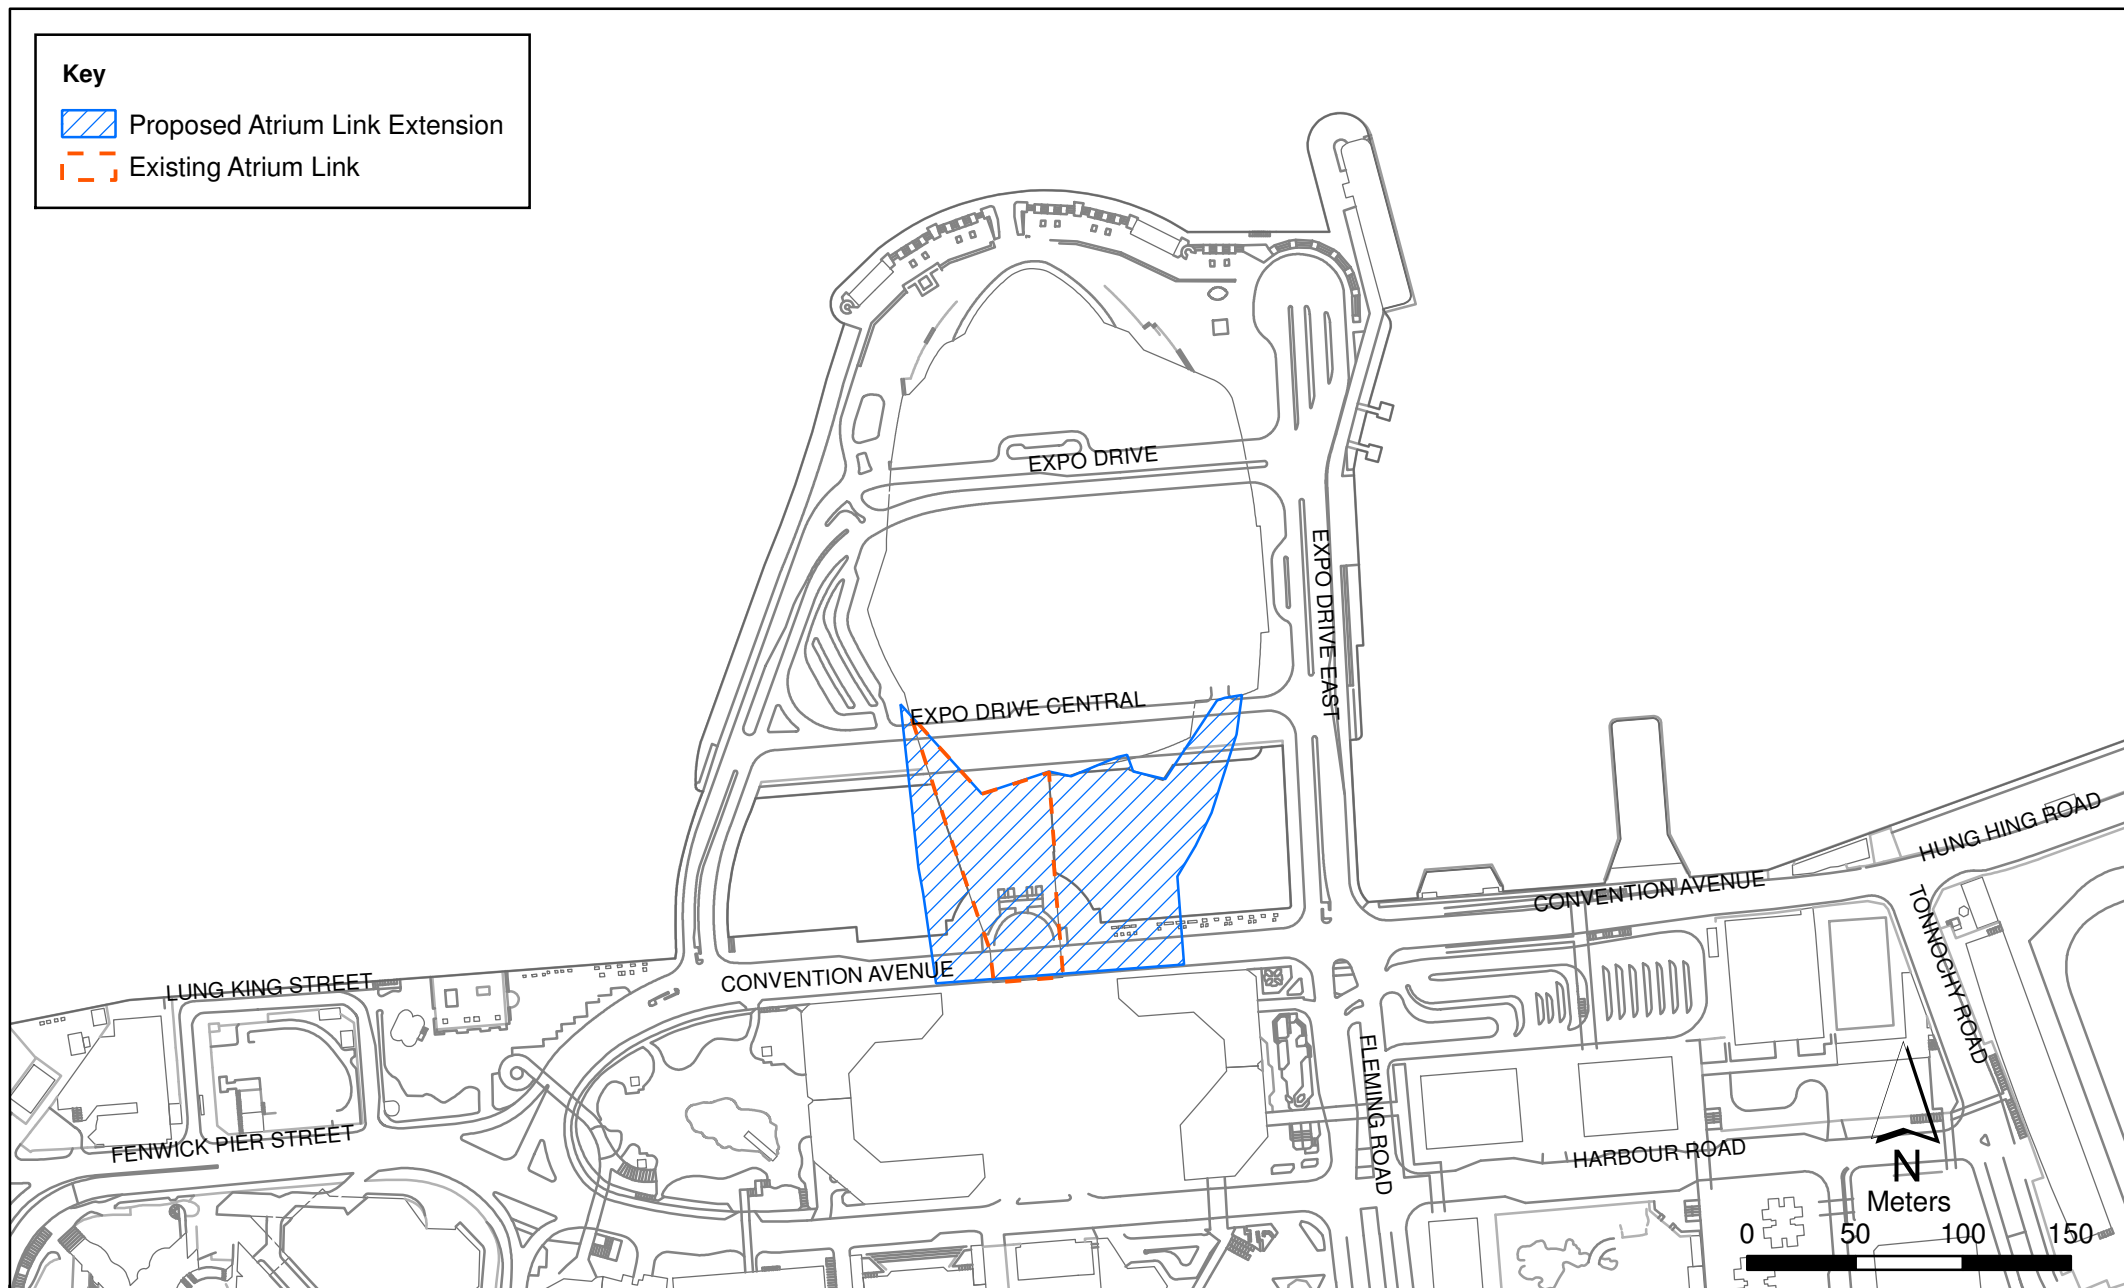 Key
Proposed Atrium Link Extension
Existing Atrium Link
EXPO DRIVE
EXPO DRIVE EAST
EXPO DRIVE CENTRAL
HUNG HING ROAD
CONVENTION AVENUE
TONNOCHY ROAD
CONVENTION AVENUE
LUNG KING STREET
FLEMING ROAD
FENWICK PIER STREET
HARBOUR ROAD
N
Meters
0 50 100 150